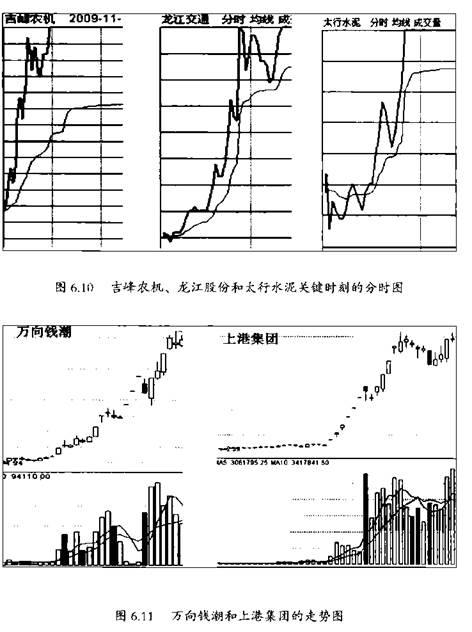 吉峰农机 2009-11-
龙江交通 分时 均线 成
太行水泥 分时 均线 成交量
图 6.10 吉峰农机、龙江股份和太行水泥关键时刻的分时图
万向钱潮
上港集团
94110.00
MA5 3061795.25 MA10 3417841.50
图 6.11 万向钱潮和上港集团的走势图